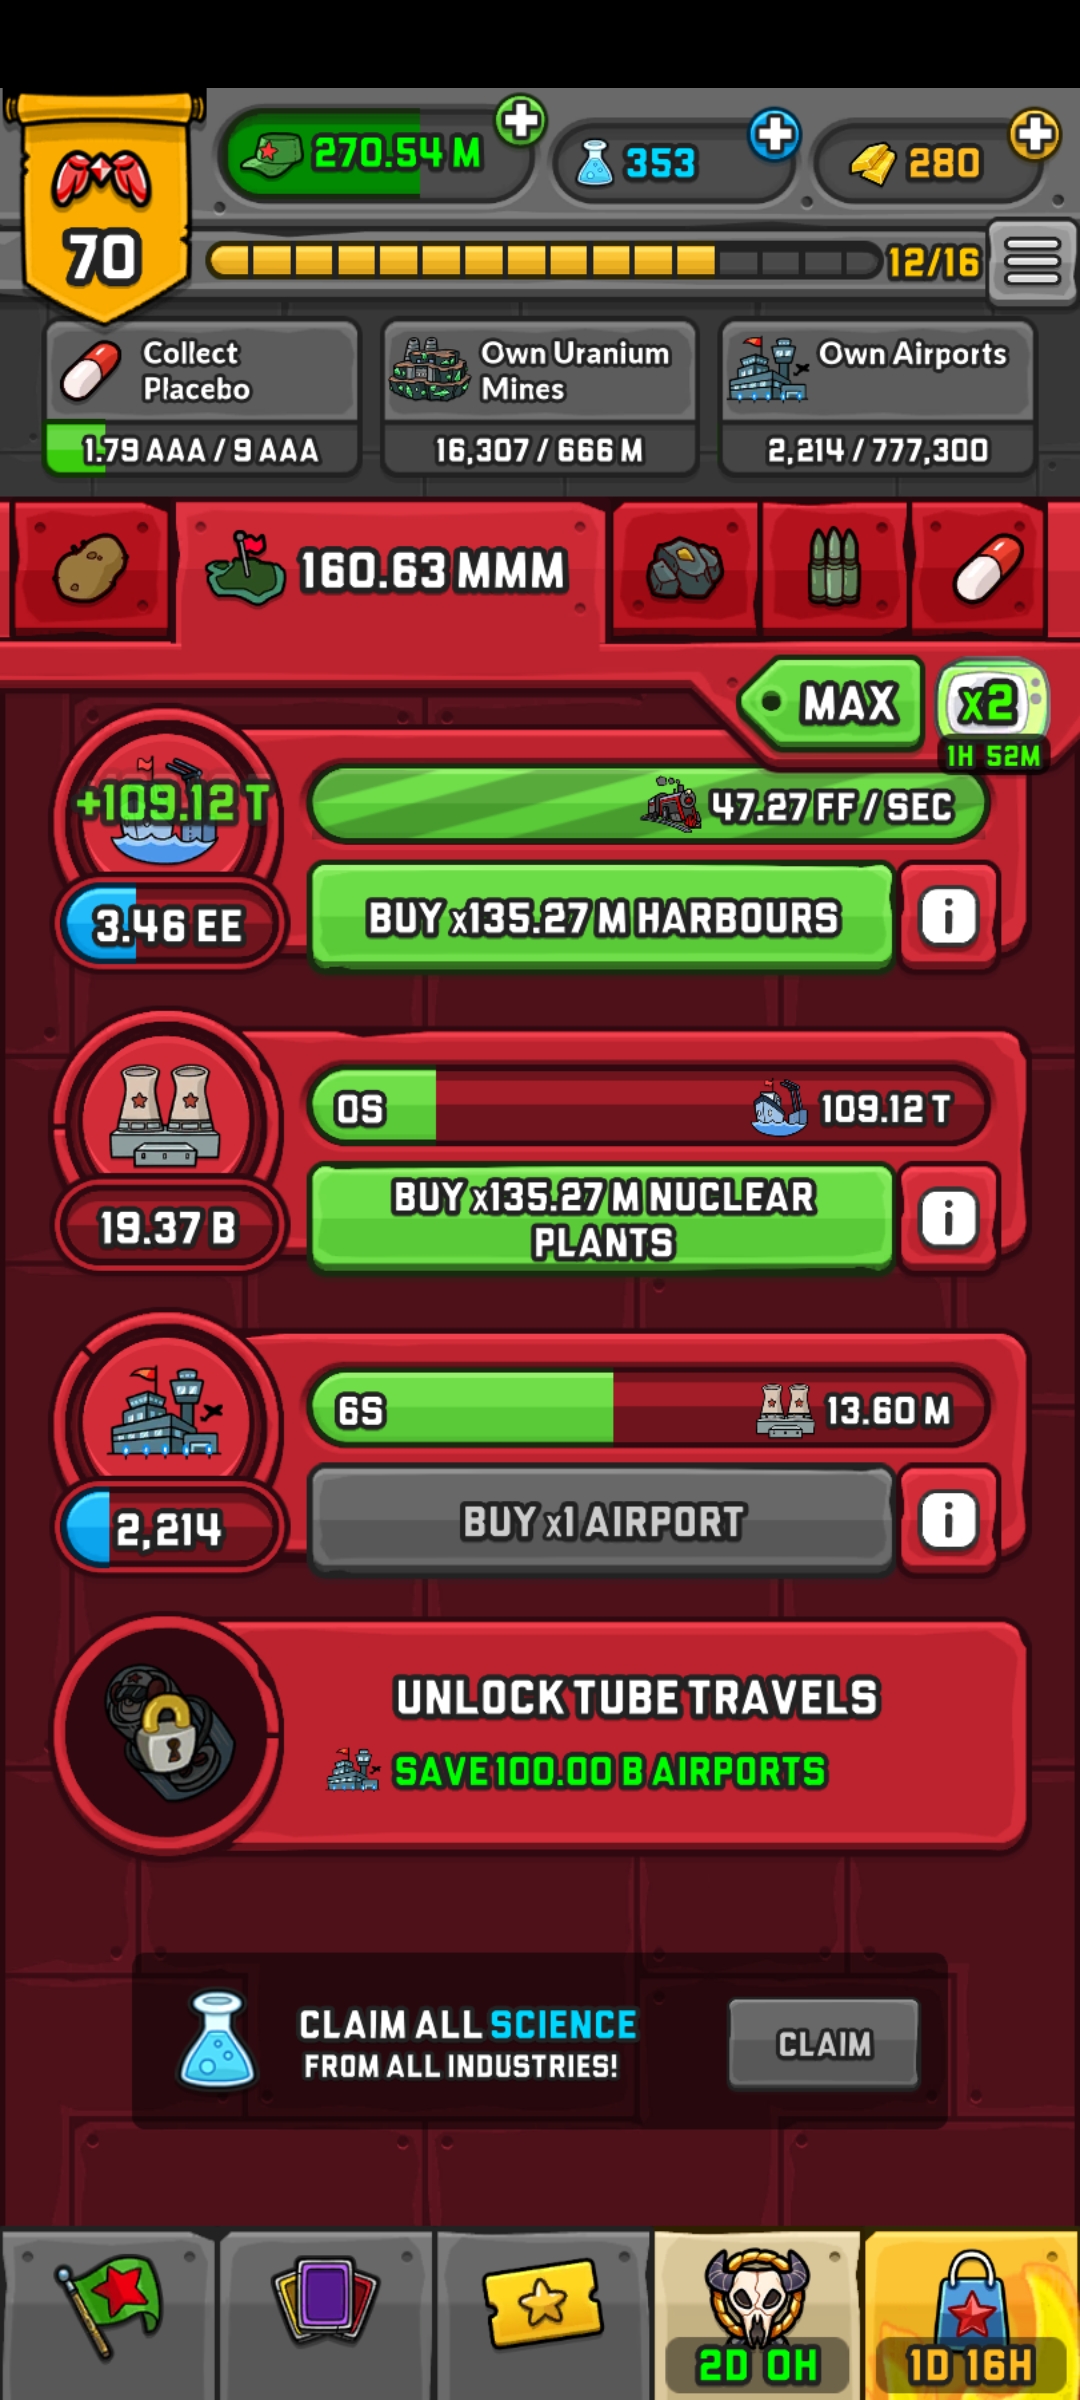 270.54 M
353
280
70
12/16
Collect
Placebo
1.79 AAA / 9 AAA
Own Uranium
Mines
16,307 / 666 M
Own Airports
2,214 / 777,300
160.63 MMM
MAX
x2
1H 52M
+109.12 T
47.27 FF / SEC
3.46 EE
BUY x135.27 M HARBOURS
i
0S
109.12 T
19.37 B
BUY x135.27 M NUCLEAR
PLANTS
i
6S
13.60 M
2,214
BUY x1 AIRPORT
i
UNLOCK TUBE TRAVELS
SAVE 100.00 B AIRPORTS
CLAIM ALL SCIENCE
FROM ALL INDUSTRIES!
CLAIM
2D 0H
1D 16H